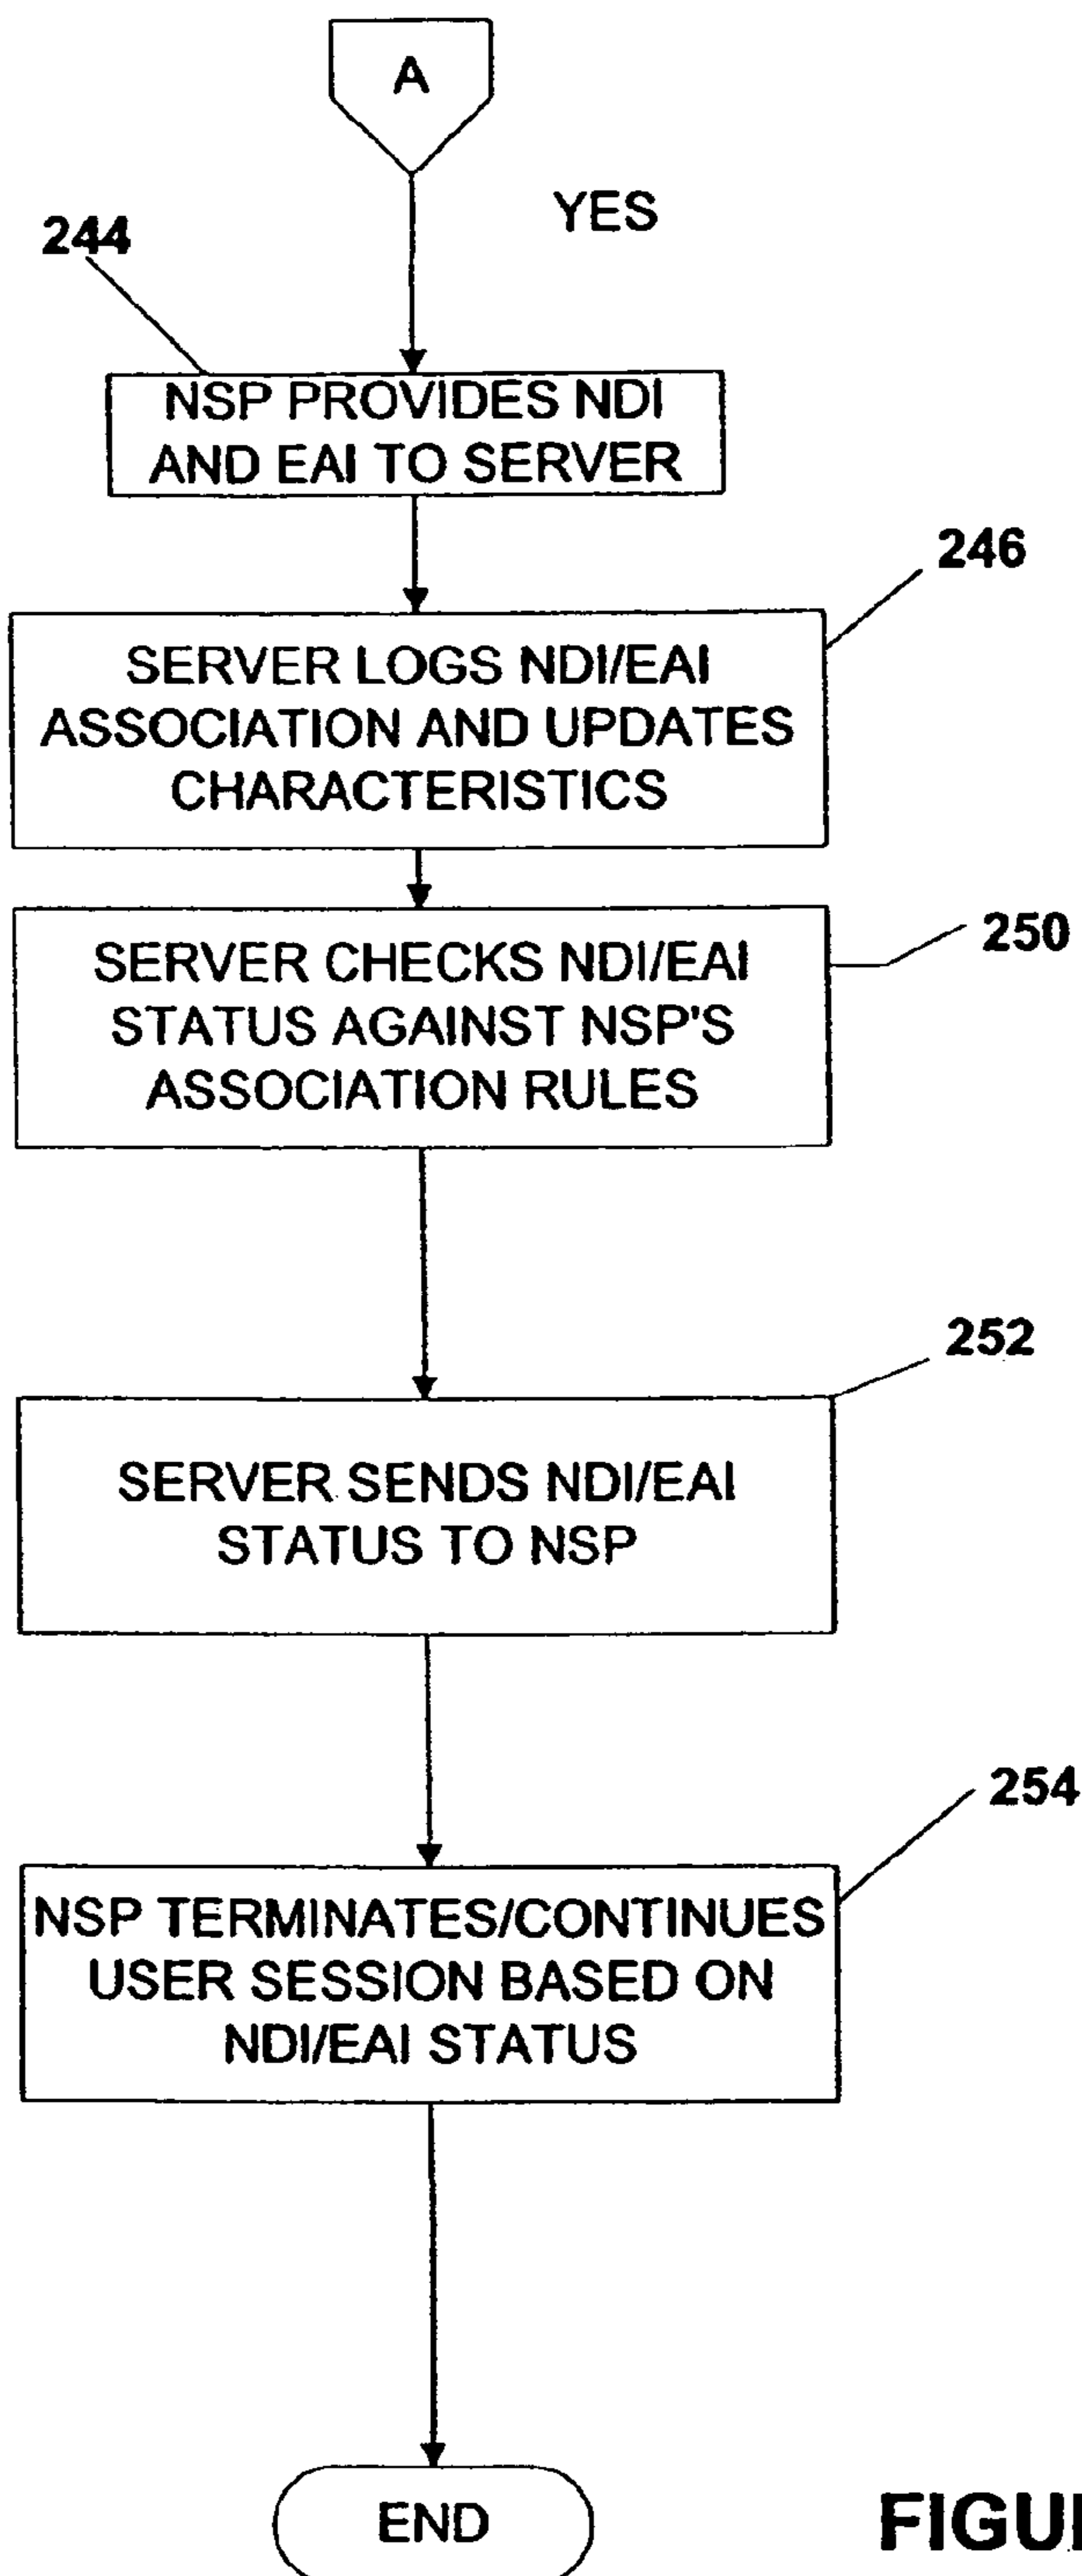 A
YES
244
NSP PROVIDES NDI
AND EAI TO SERVER
246
SERVER LOGS NDI/EAI
ASSOCIATION AND UPDATES
CHARACTERISTICS
250
SERVER CHECKS NDI/EAI
STATUS AGAINST NSP'S
ASSOCIATION RULES
252
SERVER SENDS NDI/EAI
STATUS TO NSP
254
NSP TERMINATES/CONTINUES
USER SESSION BASED ON
NDI/EAI STATUS
END